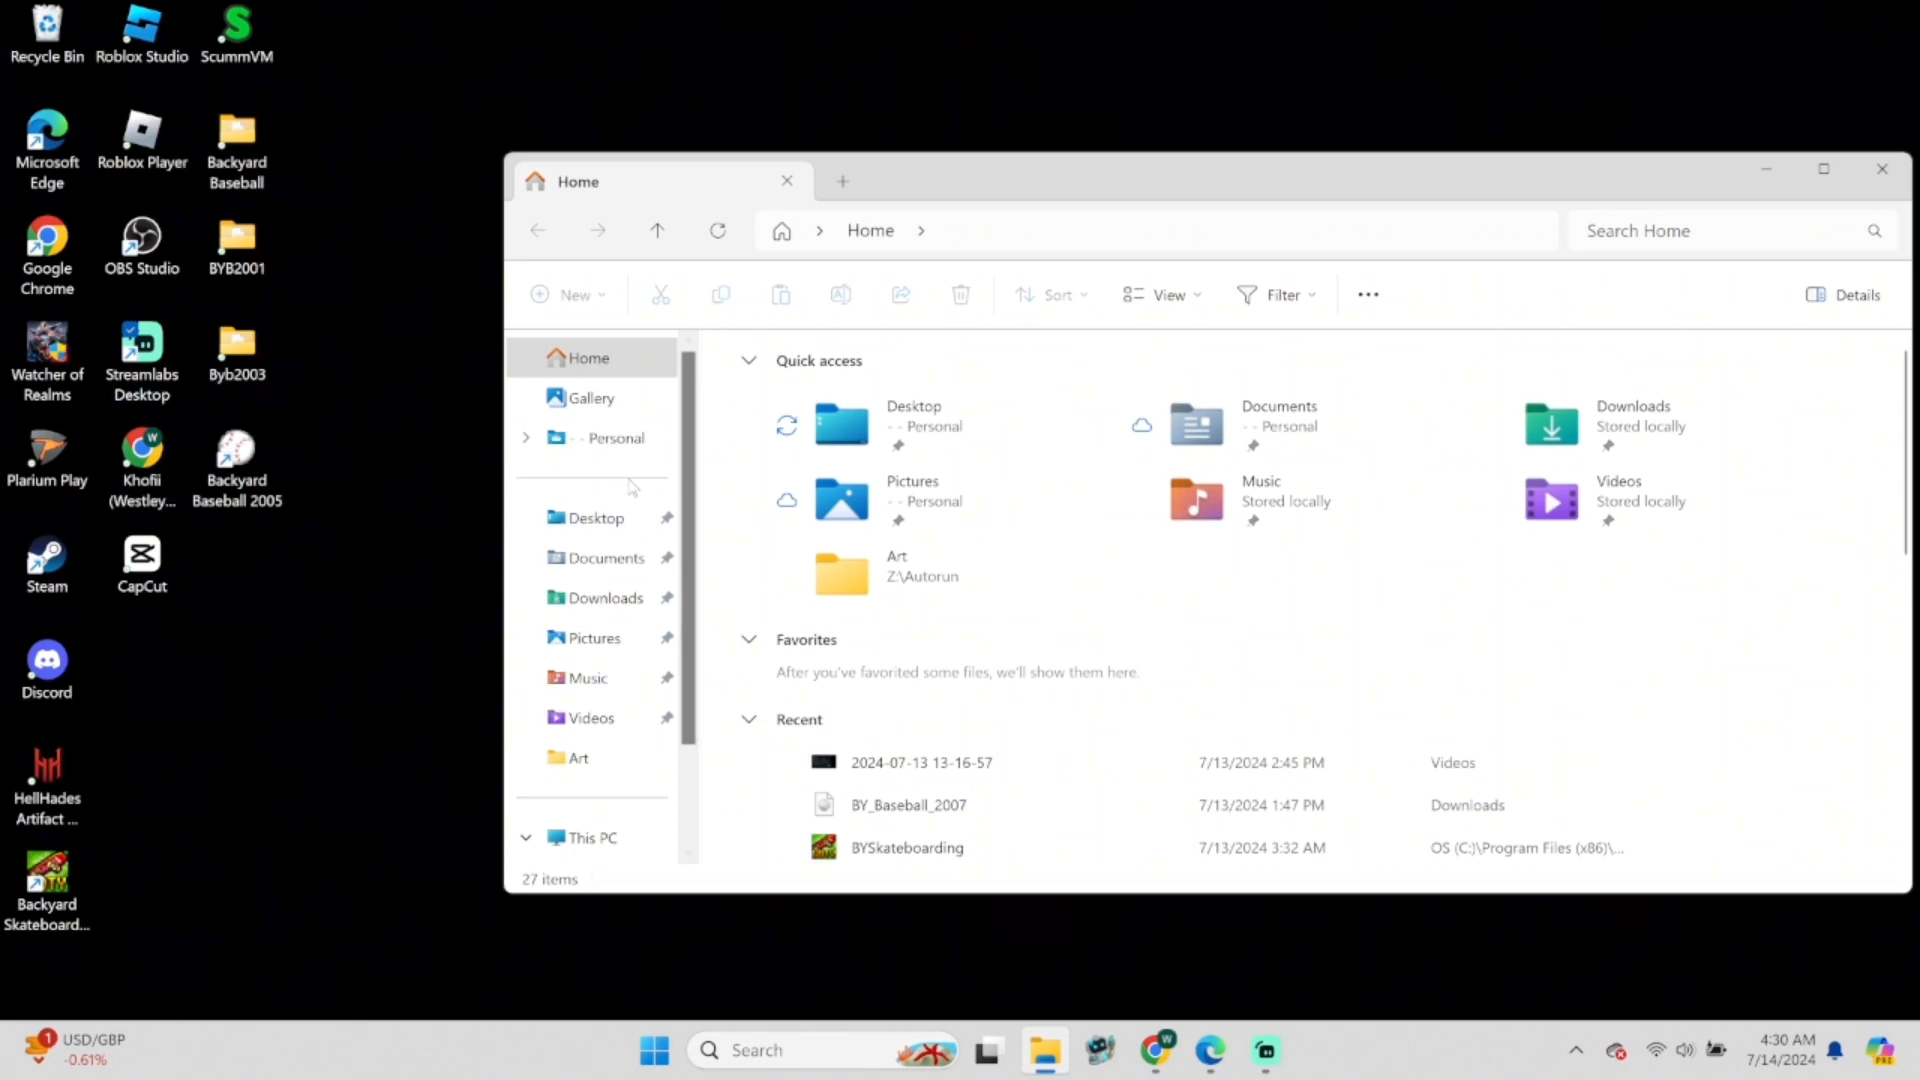 Recycle Bin
Roblox Studio
ScummVM
Microsoft
Edge
Roblox Player
Backyard
Baseball
Google
Chrome
OBS Studio
BYB2001
Watcher of
Realms
Streamlabs
Desktop
Byb2003
Plarium Play
Khofii
(Westley...
Backyard
Baseball 2005
Steam
CapCut
Discord
HellHades
Artifact ...
Backyard
Skateboard...
Home
Home
Search Home
New
Sort
View
Filter
Details
Home
Gallery
- - Personal
Desktop
Documents
Downloads
Pictures
Music
Videos
Art
This PC
27 items
Quick access
Desktop
- - Personal
Documents
- - Personal
Downloads
Stored locally
Pictures
- - Personal
Music
Stored locally
Videos
Stored locally
Art
Z:\Autorun
Favorites
After you've favorited some files, we'll show them here.
Recent
2024-07-13 13-16-57 7/13/2024 2:45 PM Videos
BY_Baseball_2007 7/13/2024 1:47 PM Downloads
BYSkateboarding 7/13/2024 3:32 AM OS (C:)\Program Files (x86)\...
1
USD/GBP
-0.61%
Search
W
4:30 AM
7/14/2024
PRE